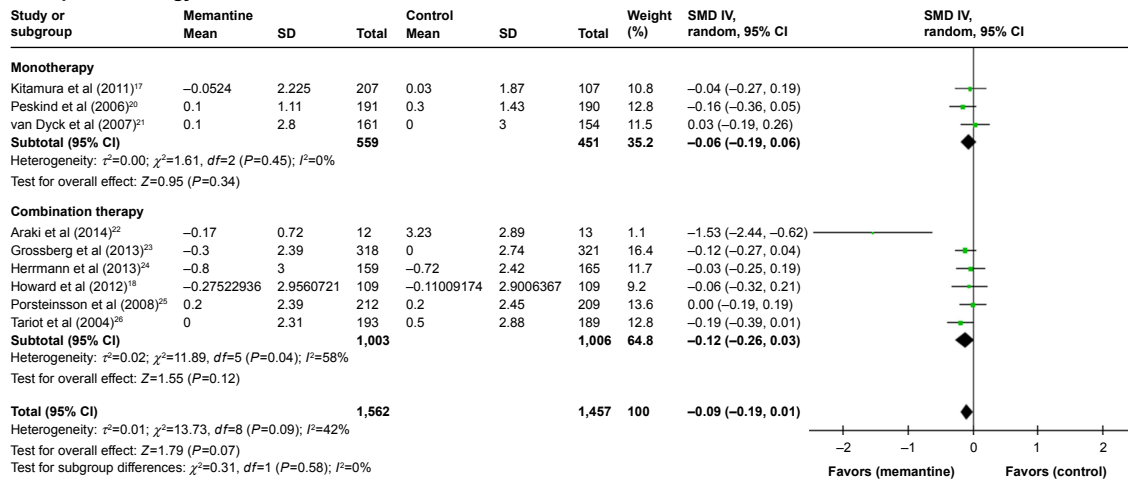 Study or subgroup Memantine Control Weight (%) SMD IV, random, 95% CI SMD IV, random, 95% CI
Mean SD Total Mean SD Total
Monotherapy
Kitamura et al (2011)17 –0.0524 2.225 207 0.03 1.87 107 10.8 –0.04 (–0.27, 0.19)
Peskind et al (2006)20 0.1 1.11 191 0.3 1.43 190 12.8 –0.16 (–0.36, 0.05)
van Dyck et al (2007)21 0.1 2.8 161 0 3 154 11.5 0.03 (–0.19, 0.26)
Subtotal (95% CI) 559 451 35.2 –0.06 (–0.19, 0.06)
Heterogeneity: τ²=0.00; χ²=1.61, df=2 (P=0.45); I²=0%
Test for overall effect: Z=0.95 (P=0.34)
Combination therapy
Araki et al (2014)22 –0.17 0.72 12 3.23 2.89 13 1.1 –1.53 (–2.44, –0.62)
Grossberg et al (2013)23 –0.3 2.39 318 0 2.74 321 16.4 –0.12 (–0.27, 0.04)
Herrmann et al (2013)24 –0.8 3 159 –0.72 2.42 165 11.7 –0.03 (–0.25, 0.19)
Howard et al (2012)18 –0.27522936 2.9560721 109 –0.11009174 2.9006367 109 9.2 –0.06 (–0.32, 0.21)
Porsteinsson et al (2008)25 0.2 2.39 212 0.2 2.45 209 13.6 0.00 (–0.19, 0.19)
Tariot et al (2004)26 0 2.31 193 0.5 2.88 189 12.8 –0.19 (–0.39, 0.01)
Subtotal (95% CI) 1,003 1,006 64.8 –0.12 (–0.26, 0.03)
Heterogeneity: τ²=0.02; χ²=11.89, df=5 (P=0.04); I²=58%
Test for overall effect: Z=1.55 (P=0.12)
Total (95% CI) 1,562 1,457 100 –0.09 (–0.19, 0.01)
Heterogeneity: τ²=0.01; χ²=13.73, df=8 (P=0.09); I²=42%
Test for overall effect: Z=1.79 (P=0.07)
Test for subgroup differences: χ²=0.31, df=1 (P=0.58); I²=0%
–2 –1 0 1 2
Favors (memantine) Favors (control)